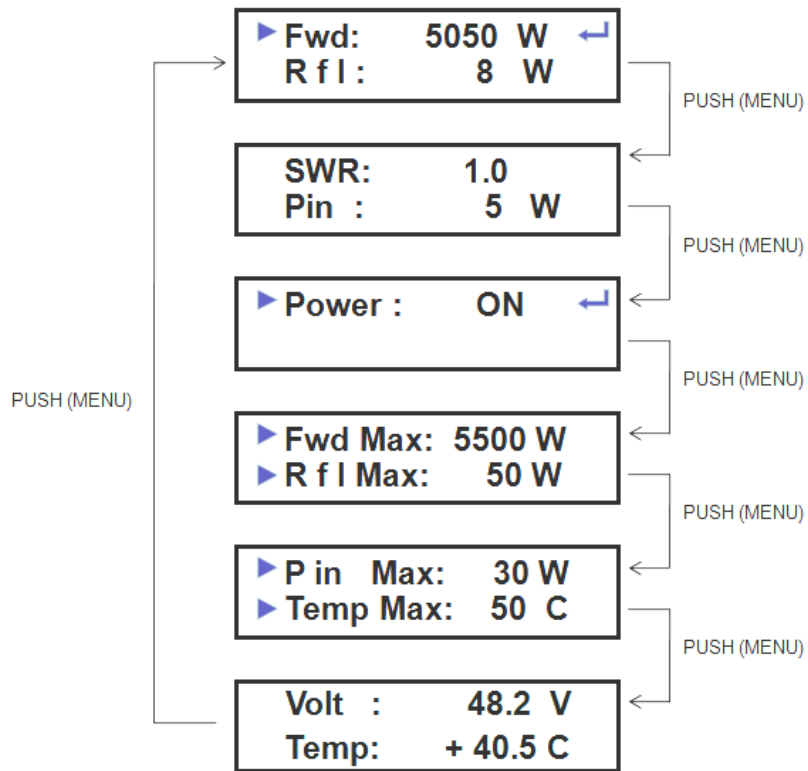 Fwd: 5050 W
R f l : 8 W
PUSH (MENU)
SWR: 1.0
Pin : 5 W
PUSH (MENU)
Power : ON
PUSH (MENU)
PUSH (MENU)
Fwd Max: 5500 W
R f l Max: 50 W
PUSH (MENU)
P in Max: 30 W
Temp Max: 50 C
PUSH (MENU)
Volt : 48.2 V
Temp: + 40.5 C